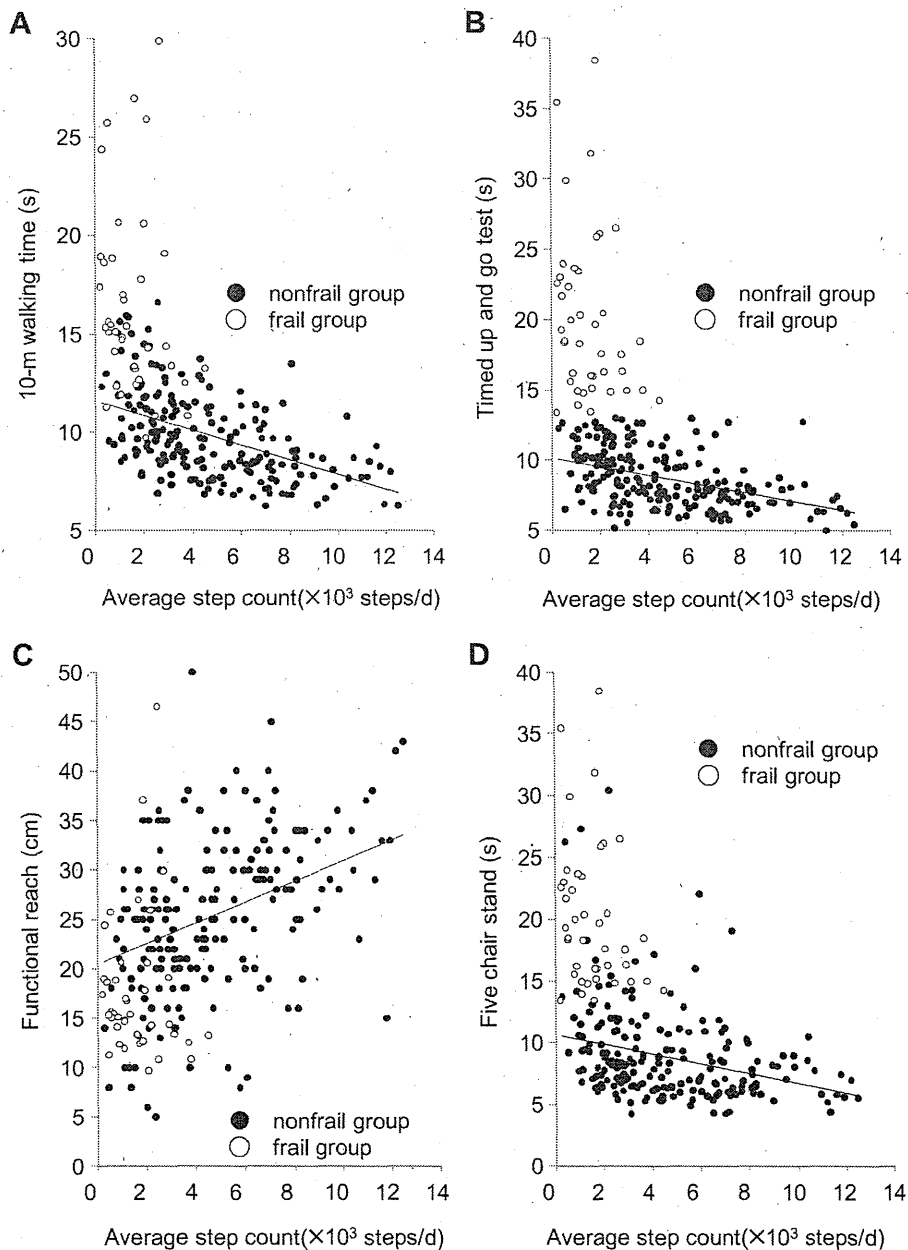 A
30
25
20
15
10
5
10-m walking time (s)
nonfrail group
frail group
0 2 4 6 8 10 12 14
Average step count(×10³ steps/d)
B
40
35
30
25
20
15
10
5
Timed up and go test (s)
nonfrail group
frail group
0 2 4 6 8 10 12 14
Average step count(×10³ steps/d)
C
50
45
40
35
30
25
20
15
10
5
0
Functional reach (cm)
nonfrail group
frail group
0 2 4 6 8 10 12 14
Average step count(×10³ steps/d)
D
40
35
30
25
20
15
10
5
0
Five chair stand (s)
nonfrail group
frail group
0 2 4 6 8 10 12 14
Average step count(×10³ steps/d)